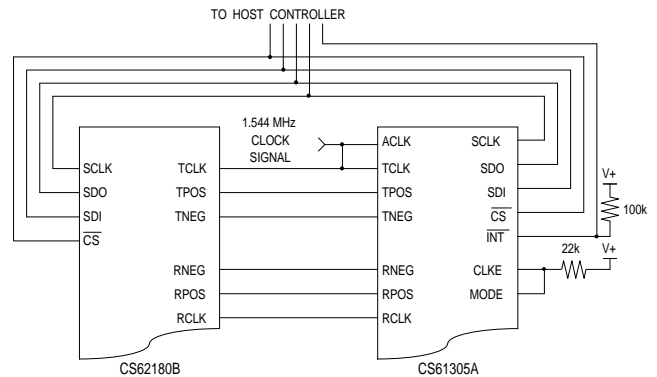 TO HOST CONTROLLER
1.544 MHz
CLOCK
SIGNAL
SCLK
SDO
SDI
CS
TCLK
TPOS
TNEG
RNEG
RPOS
RCLK
CS62180B
ACLK
TCLK
TPOS
TNEG
RNEG
RPOS
RCLK
SCLK
SDO
SDI
CS
INT
CLKE
MODE
CS61305A
V+
100k
22k
V+